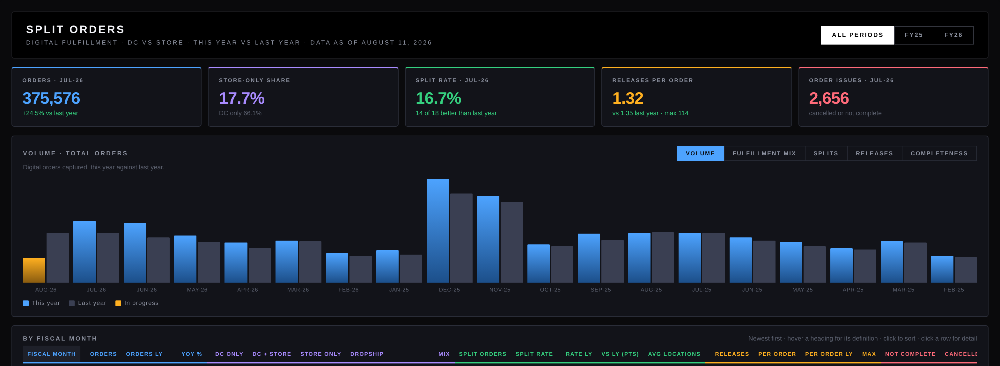 SPLIT ORDERS
DIGITAL FULFILLMENT · DC VS STORE · THIS YEAR VS LAST YEAR · DATA AS OF AUGUST 11, 2026
ALL PERIODS FY25 FY26
ORDERS · JUL-26
375,576
+24.5% vs last year
STORE-ONLY SHARE
17.7%
DC only 66.1%
SPLIT RATE · JUL-26
16.7%
14 of 18 better than last year
RELEASES PER ORDER
1.32
vs 1.35 last year · max 114
ORDER ISSUES · JUL-26
2,656
cancelled or not complete
VOLUME · TOTAL ORDERS
VOLUME FULFILLMENT MIX SPLITS RELEASES COMPLETENESS
Digital orders captured, this year against last year.
AUG-26 JUL-26 JUN-26 MAY-26 APR-26 MAR-26 FEB-26 JAN-25 DEC-25 NOV-25 OCT-25 SEP-25 AUG-25 JUL-25 JUN-25 MAY-25 APR-25 MAR-25 FEB-25
This year Last year In progress
BY FISCAL MONTH
Newest first · hover a heading for its definition · click to sort · click a row for detail
FISCAL MONTH ORDERS ORDERS LY YOY % DC ONLY DC + STORE STORE ONLY DROPSHIP MIX SPLIT ORDERS SPLIT RATE RATE LY VS LY (PTS) AVG LOCATIONS RELEASES PER ORDER PER ORDER LY MAX NOT COMPLETE